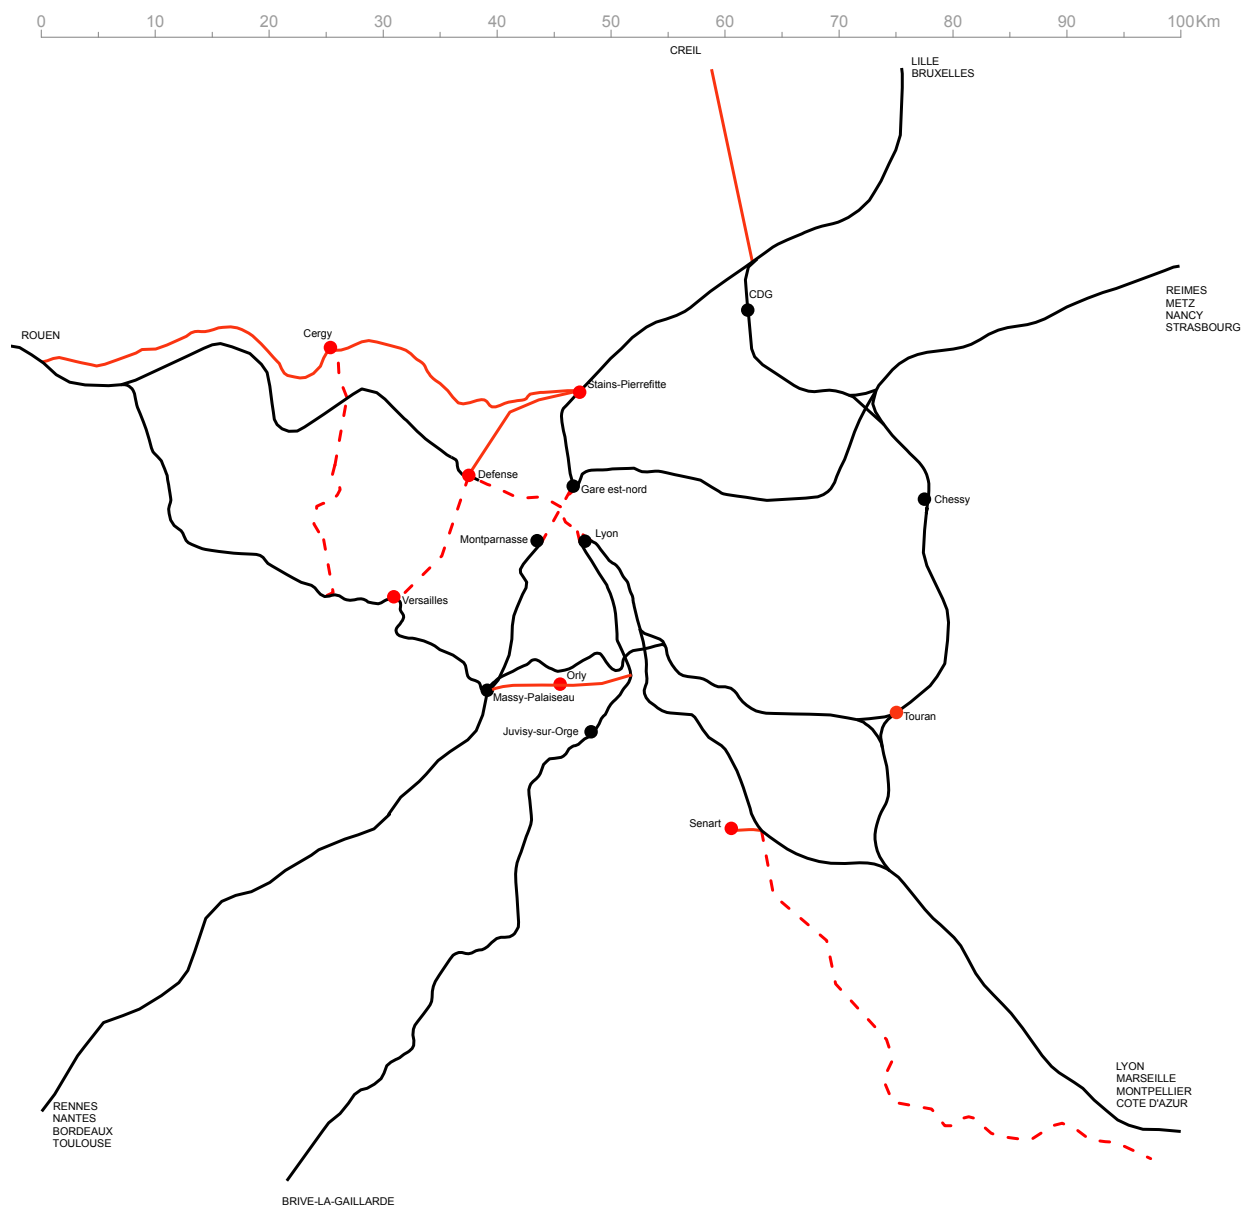 0 10 20 30 40 50 60 70 80 90 100Km
CREIL
LILLE
BRUXELLES
CDG
REIMES
METZ
NANCY
STRASBOURG
ROUEN
Cergy
Stains-Pierrefitte
Defense
Gare est-nord
Chessy
Montparnasse
Lyon
Versailles
Orly
Massy-Palaiseau
Touran
Juvisy-sur-Orge
Senart
LYON
MARSEILLE
MONTPELLIER
COTE D'AZUR
RENNES
NANTES
BORDEAUX
TOULOUSE
BRIVE-LA-GAILLARDE